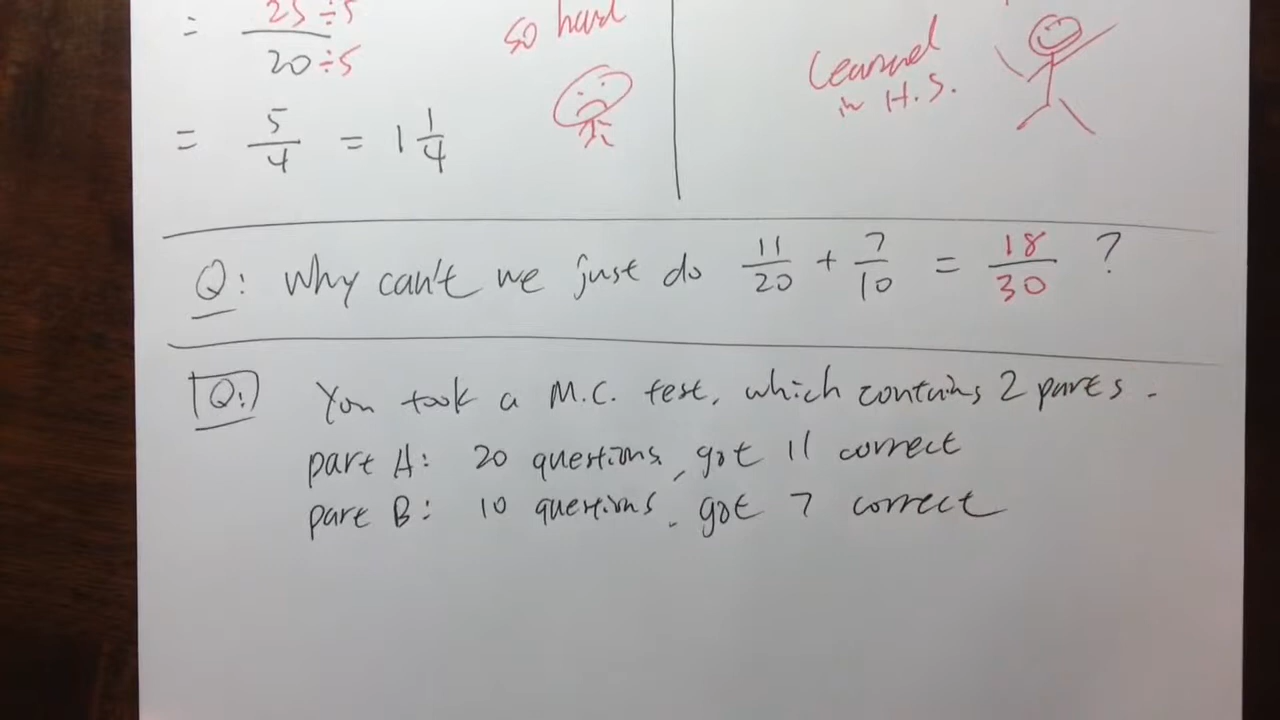 = 25÷5/20÷5
so hard
= 5/4 = 1 1/4
Learned
in H.S.
Q: Why can't we just do 11/20 + 7/10 = 18/30 ?
Q: You took a M.C. test, which contains 2 parts.
part A: 20 questions, got 11 correct
part B: 10 questions, got 7 correct